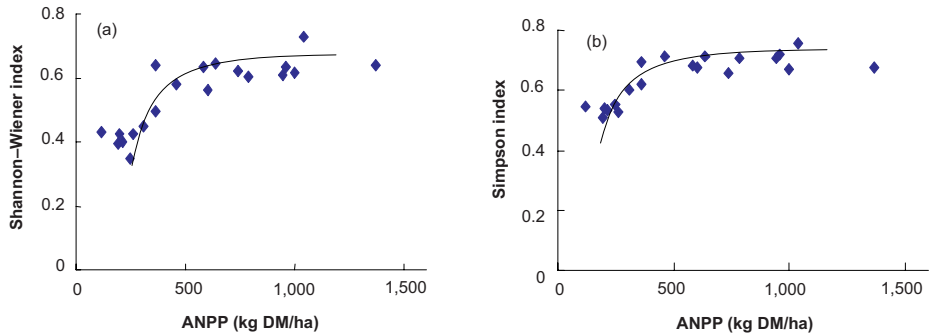 (a)
Shannon–Wiener index
0.8
0.6
0.4
0.2
0
0 500 1,000 1,500
ANPP (kg DM/ha)
(b)
Simpson index
0.8
0.6
0.4
0.2
0
0 500 1,000 1,500
ANPP (kg DM/ha)